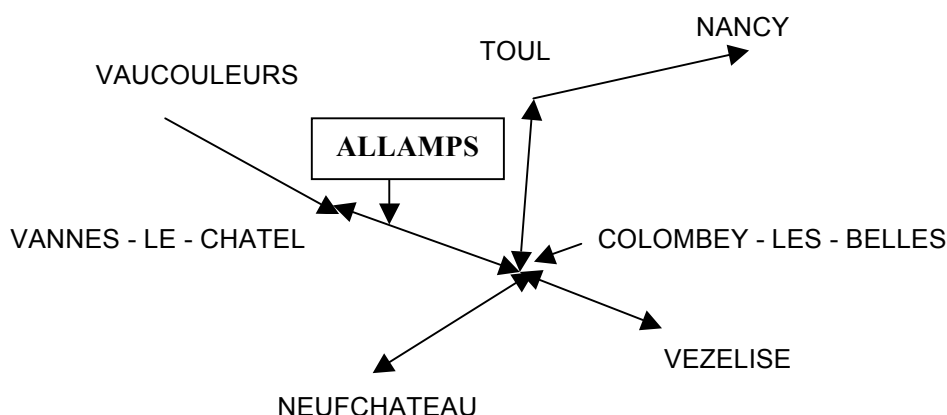 NANCY
TOUL
VAUCOULEURS
ALLAMPS
VANNES - LE - CHATEL
COLOMBEY - LES - BELLES
VEZELISE
NEUFCHATEAU